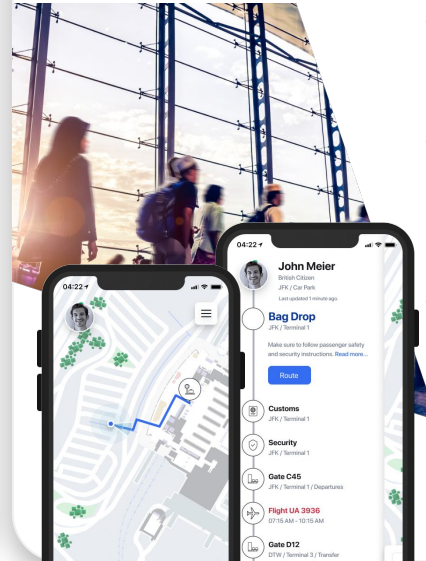 04:22
04:22
John Meier
British Citizen
JFK / Car Park
Last updated 1 minute ago.
Bag Drop
JFK / Terminal 1
Make sure to follow passenger safety
and security instructions. Read more...
Route
Customs
JFK / Terminal 1
Security
JFK / Terminal 1
Gate C45
JFK / Terminal 1 / Departures
Flight UA 3936
07:15 AM - 10:15 AM
Gate D12
DTW / Terminal 3 / Transfer